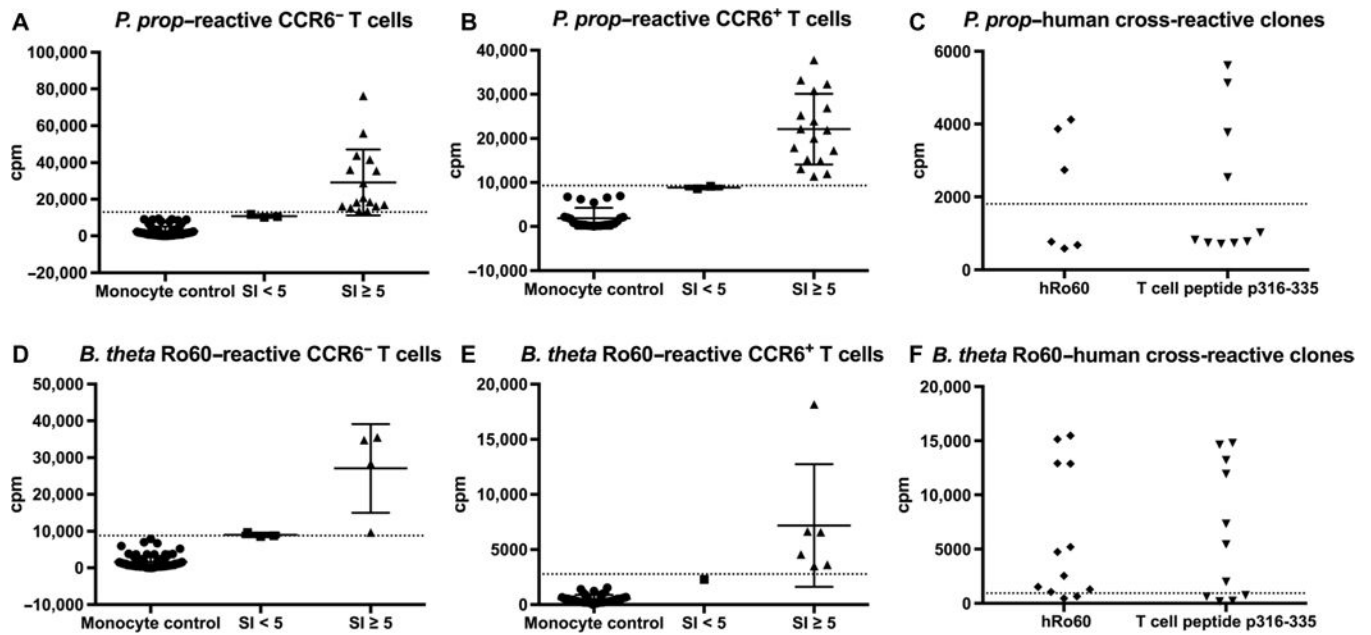 A P. prop–reactive CCR6⁻ T cells
cpm
100,000
80,000
60,000
40,000
20,000
0
–20,000
Monocyte control SI < 5 SI ≥ 5
B P. prop–reactive CCR6⁺ T cells
cpm
40,000
30,000
20,000
10,000
0
–10,000
Monocyte control SI < 5 SI ≥ 5
C P. prop–human cross-reactive clones
cpm
6000
4000
2000
0
hRo60 T cell peptide p316-335
D B. theta Ro60–reactive CCR6⁻ T cells
cpm
50,000
40,000
30,000
20,000
10,000
0
–10,000
Monocyte control SI < 5 SI ≥ 5
E B. theta Ro60–reactive CCR6⁺ T cells
cpm
20,000
15,000
10,000
5000
0
Monocyte control SI < 5 SI ≥ 5
F B. theta Ro60–human cross-reactive clones
cpm
20,000
15,000
10,000
5000
0
hRo60 T cell peptide p316-335